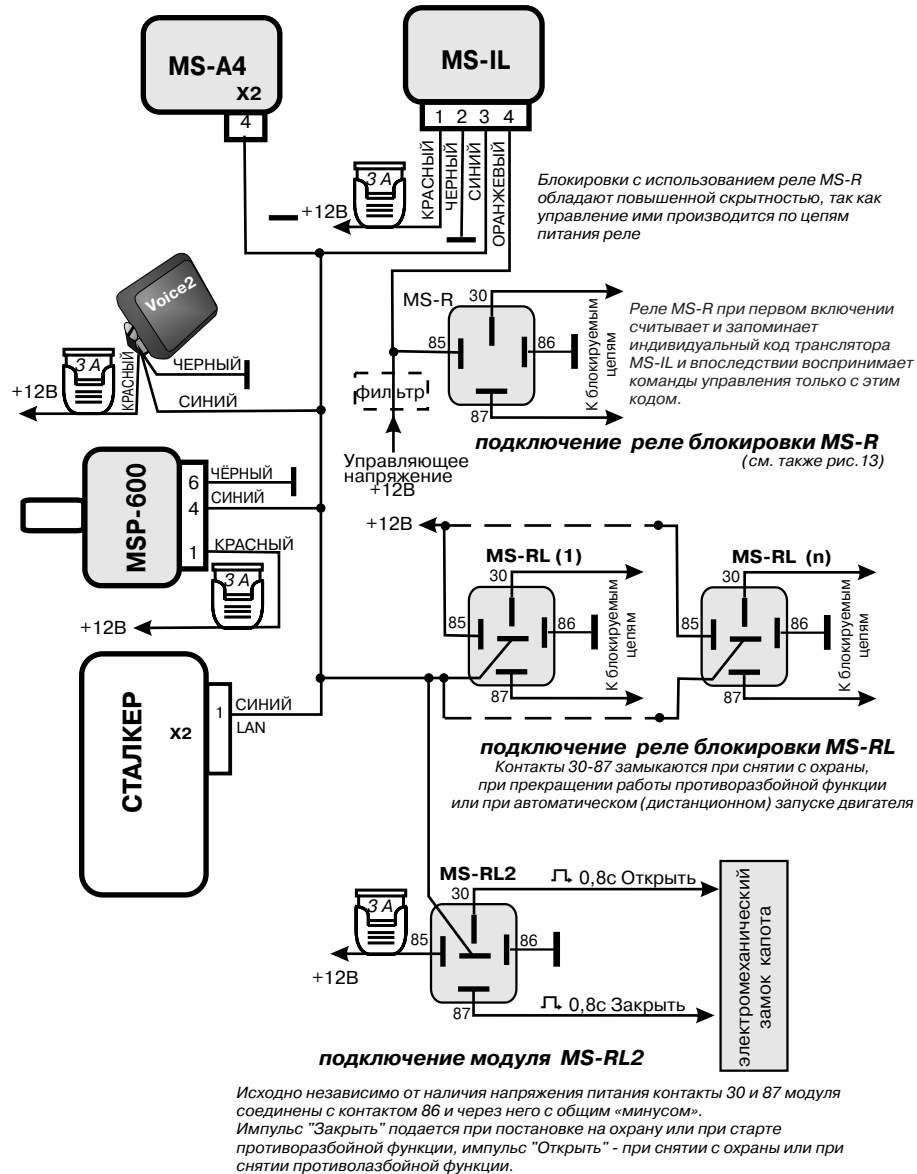 MS-A4
X2
4
MS-IL
1 2 3 4
КРАСНЫЙ
ЧЕРНЫЙ
СИНИЙ
ОРАНЖЕВЫЙ
3 А
+12В
Блокировки с использованием реле MS-R
обладают повышенной скрытностью, так как
управление ими производится по цепям
питания реле
Voice2
КРАСНЫЙ
3 А
+12В
ЧЕРНЫЙ
СИНИЙ
MS-R
30
85
86
87
К блокируемым
цепям
фильтр
Управляющее
напряжение
+12В
Реле MS-R при первом включении
считывает и запоминает
индивидуальный код транслятора
MS-IL и впоследствии воспринимает
команды управления только с этим
кодом.
подключение реле блокировки MS-R
(см. также рис.13)
MSP-600
6
4
1
ЧЁРНЫЙ
СИНИЙ
КРАСНЫЙ
3 А
+12В
+12В
MS-RL (1)
30
85
86
87
К блокируемым
цепям
MS-RL (n)
30
85
86
87
К блокируемым
цепям
СТАЛКЕР
X2
1
СИНИЙ
LAN
подключение реле блокировки MS-RL
Контакты 30-87 замыкаются при снятии с охраны,
при прекращении работы противоразбойной функции
или при автоматическом (дистанционном) запуске двигателя
MS-RL2
30
85
86
87
3 А
+12В
0,8с Открыть
0,8с Закрыть
электромеханический
замок капота
подключение модуля MS-RL2
Исходно независимо от наличия напряжения питания контакты 30 и 87 модуля
соединены с контактом 86 и через него с общим «минусом».
Импульс "Закрыть" подается при постановке на охрану или при старте
противоразбойной функции, импульс "Открыть" - при снятии с охраны или при
снятии противолазбойной функции.